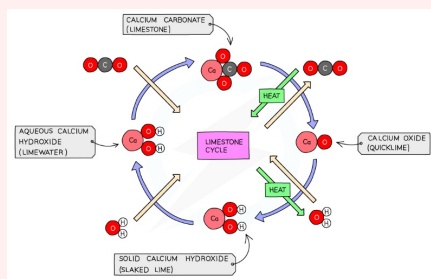 CALCIUM CARBONATE
(LIMESTONE)
O C O
O
Ca C O
O
O C O
HEAT
AQUEOUS CALCIUM
HYDROXIDE
(LIMEWATER)
Ca O H
O H
LIMESTONE
CYCLE
Ca O
CALCIUM OXIDE
(QUICKLIME)
HEAT
O H
H
Ca O H
O H
O H
H
SOLID CALCIUM HYDROXIDE
(SLAKED LIME)